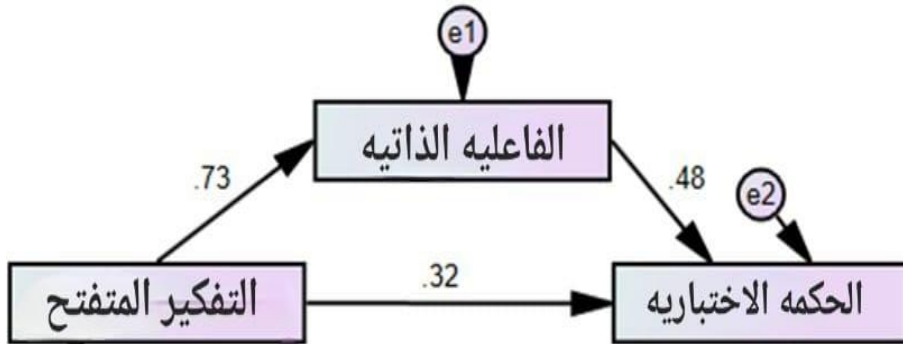 e1
الفاعليه الذاتيه
.73
.48
e2
التفكير المتفتح
.32
الحكمه الاختباريه